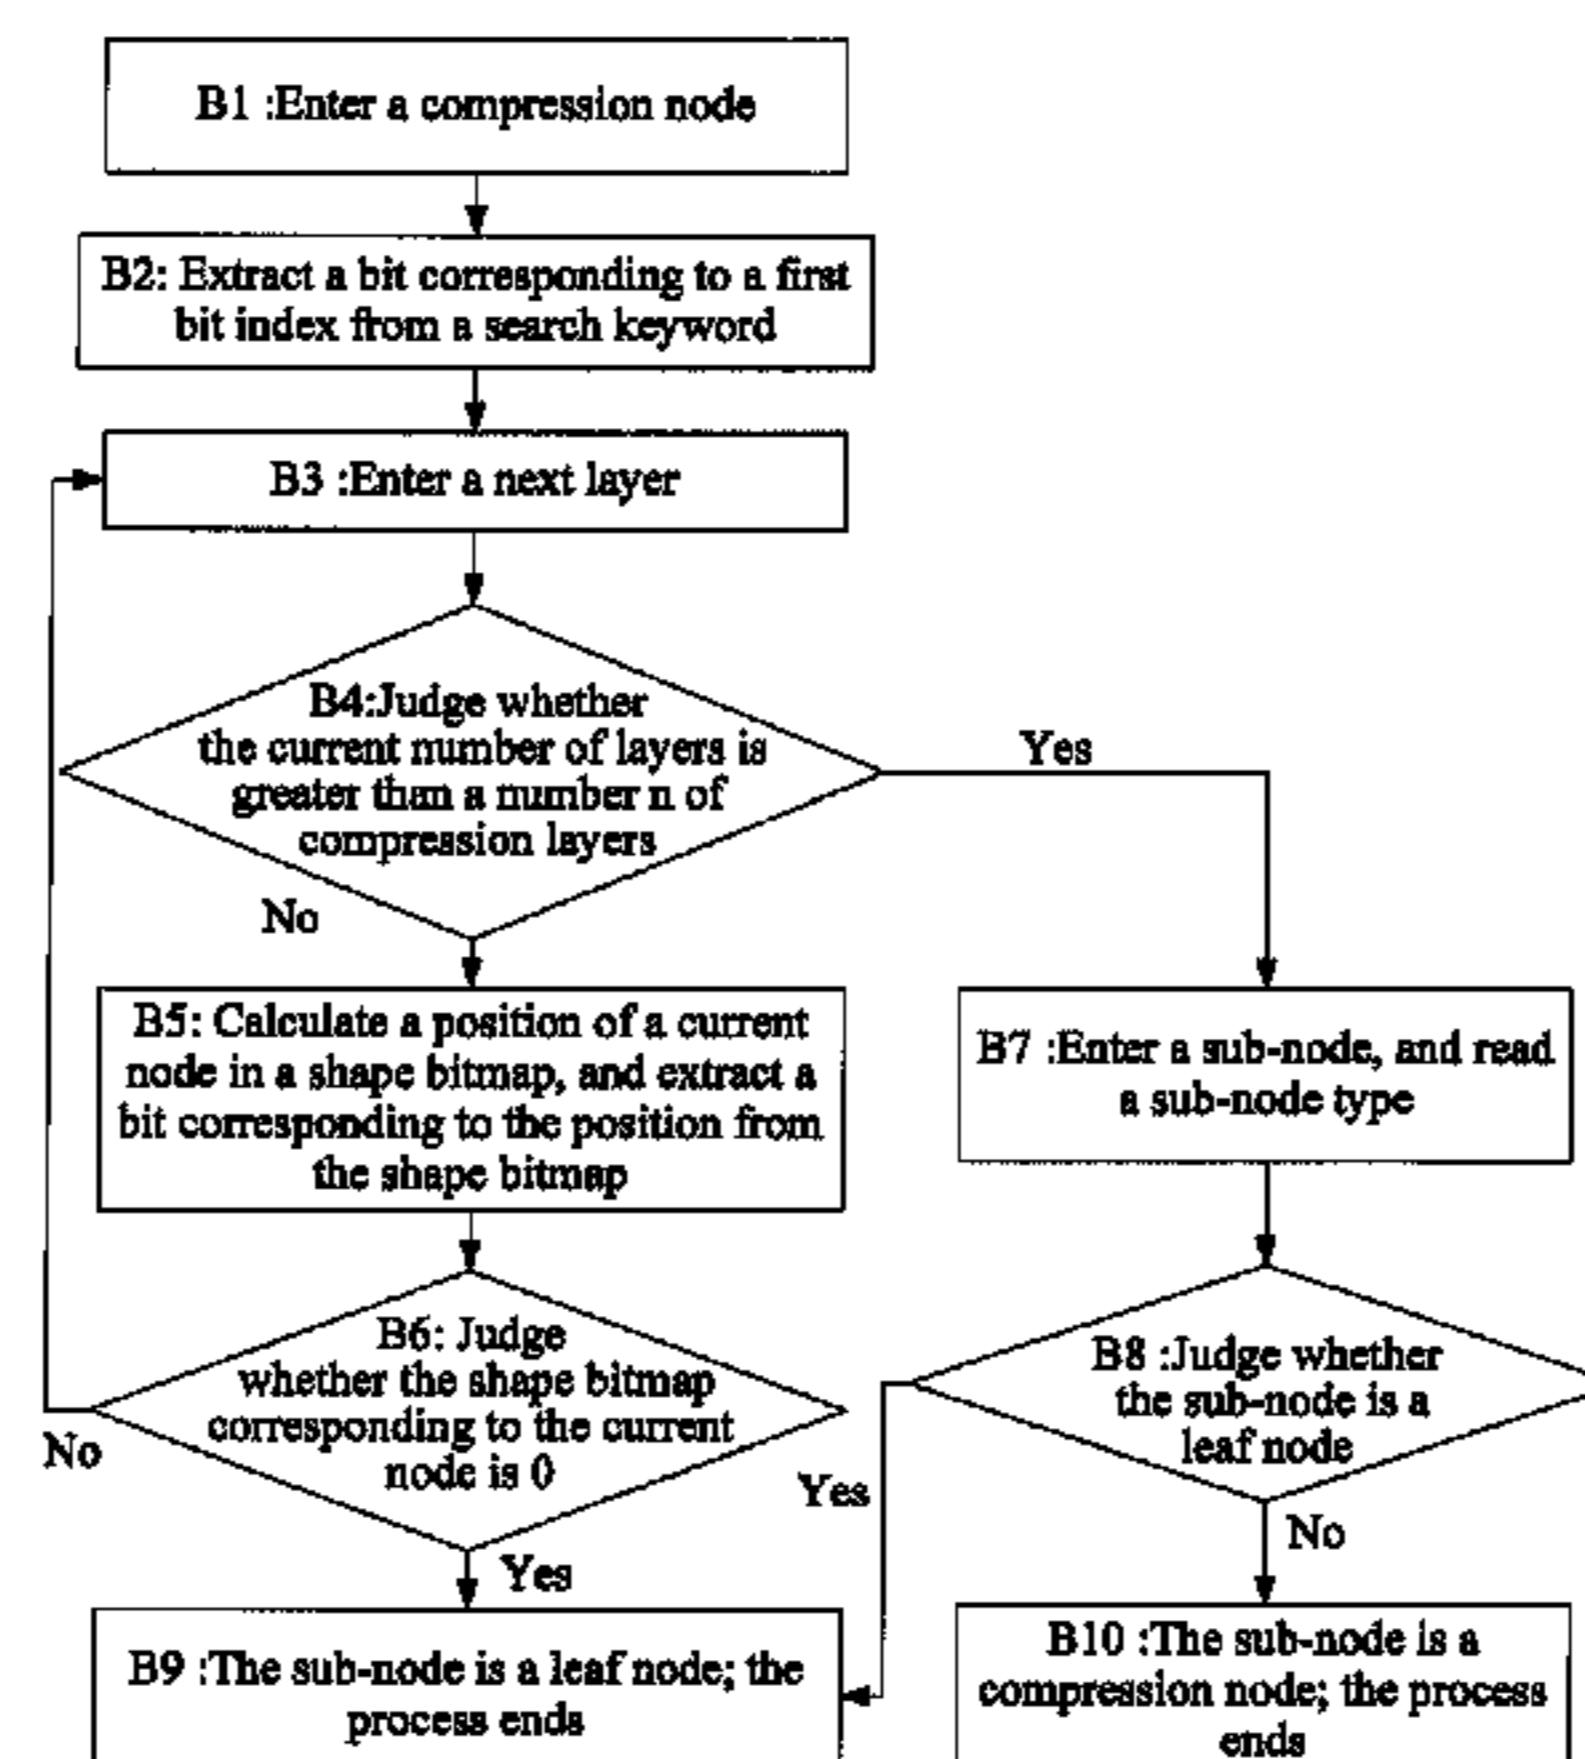 B1 :Enter a compression node
B2: Extract a bit corresponding to a first
bit index from a search keyword
B3 :Enter a next layer
B4:Judge whether
the current number of layers is
greater than a number n of
compression layers
Yes
No
B5: Calculate a position of a current
node in a shape bitmap, and extract a
bit corresponding to the position from
the shape bitmap
B7 :Enter a sub-node, and read
a sub-node type
B6: Judge
whether the shape bitmap
corresponding to the current
node is 0
No
Yes
B8 :Judge whether
the sub-node is a
leaf node
Yes
No
B9 :The sub-node is a leaf node; the
process ends
B10 :The sub-node is a
compression node; the process
ends